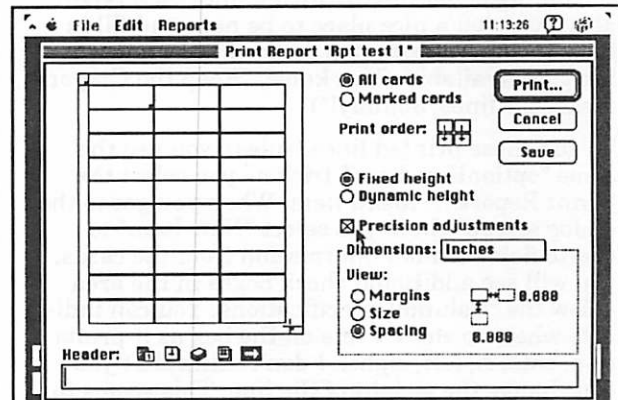 File Edit Reports 11:13:26
Print Report "Rpt test 1"
All cards
Marked cards
Print...
Print order:
Cancel
Save
Fixed height
Dynamic height
Precision adjustments
Dimensions: Inches
View:
Margins
Size
Spacing
0.000
0.000
Header: